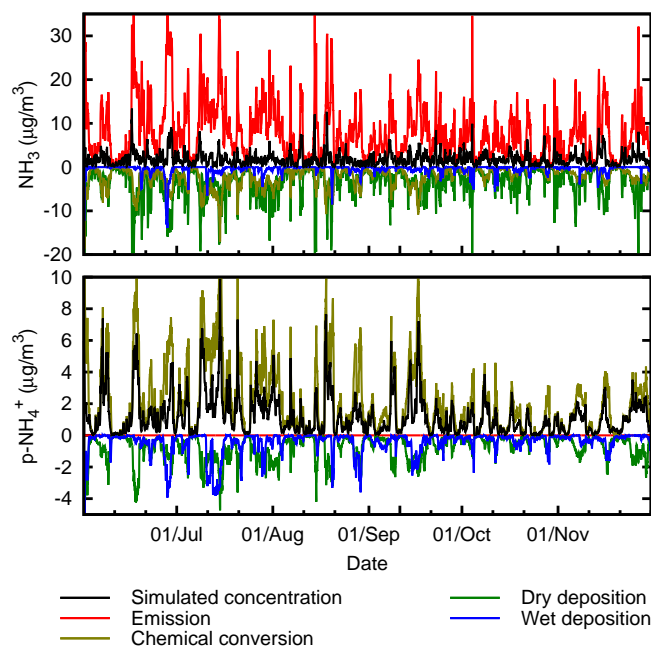 30
20
10
0
-10
-20
NH3 (μg/m3)
10
8
6
4
2
0
-2
-4
p-NH4+ (μg/m3)
01/Jul 01/Aug 01/Sep 01/Oct 01/Nov
Date
Simulated concentration
Emission
Chemical conversion
Dry deposition
Wet deposition